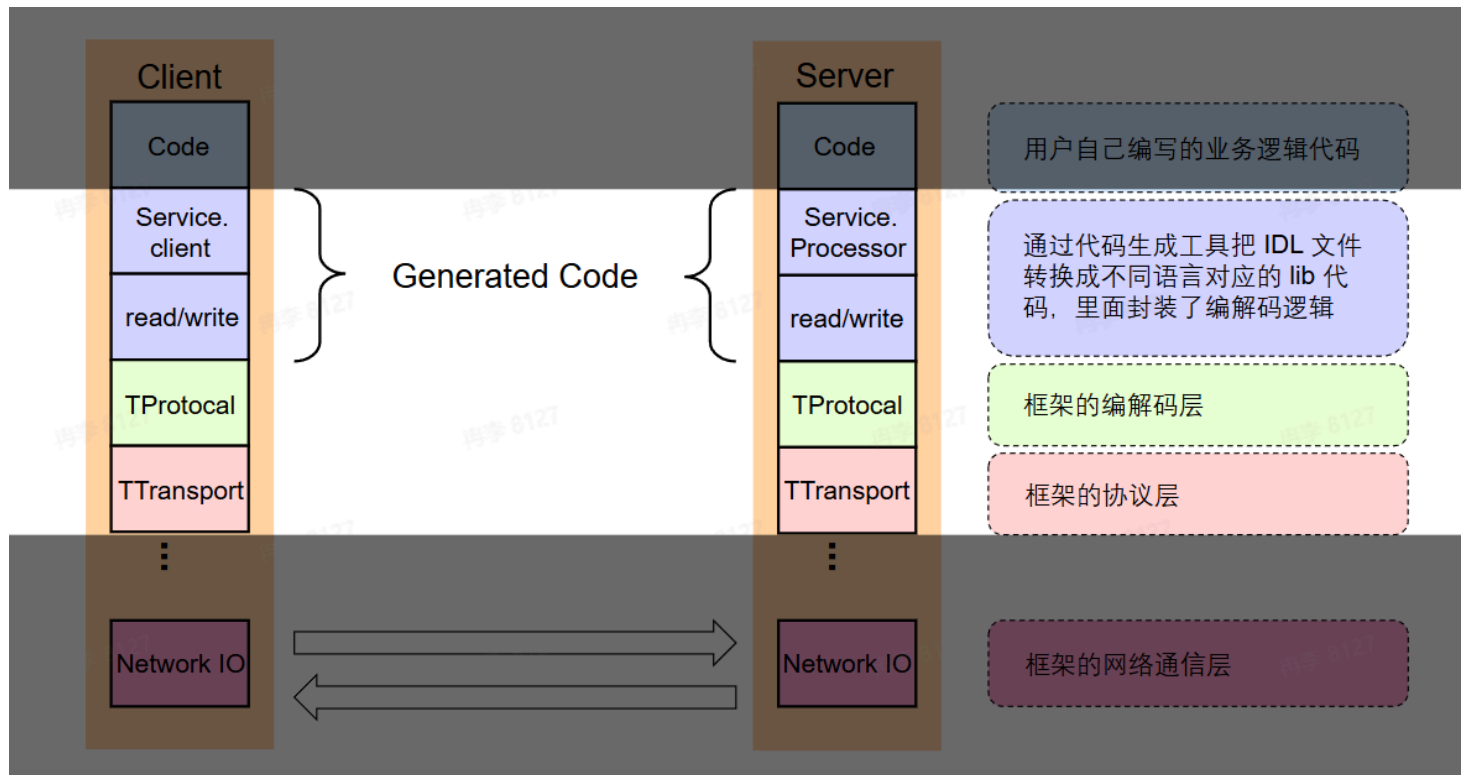 Client
Server
Code
Code
用户自己编写的业务逻辑代码
Service.
client
Service.
Processor
Generated Code
通过代码生成工具把 IDL 文件
转换成不同语言对应的 lib 代
码，里面封装了编解码逻辑
read/write
read/write
TProtocal
TProtocal
框架的编解码层
TTransport
TTransport
框架的协议层
...
...
Network IO
Network IO
框架的网络通信层
冉李 8127